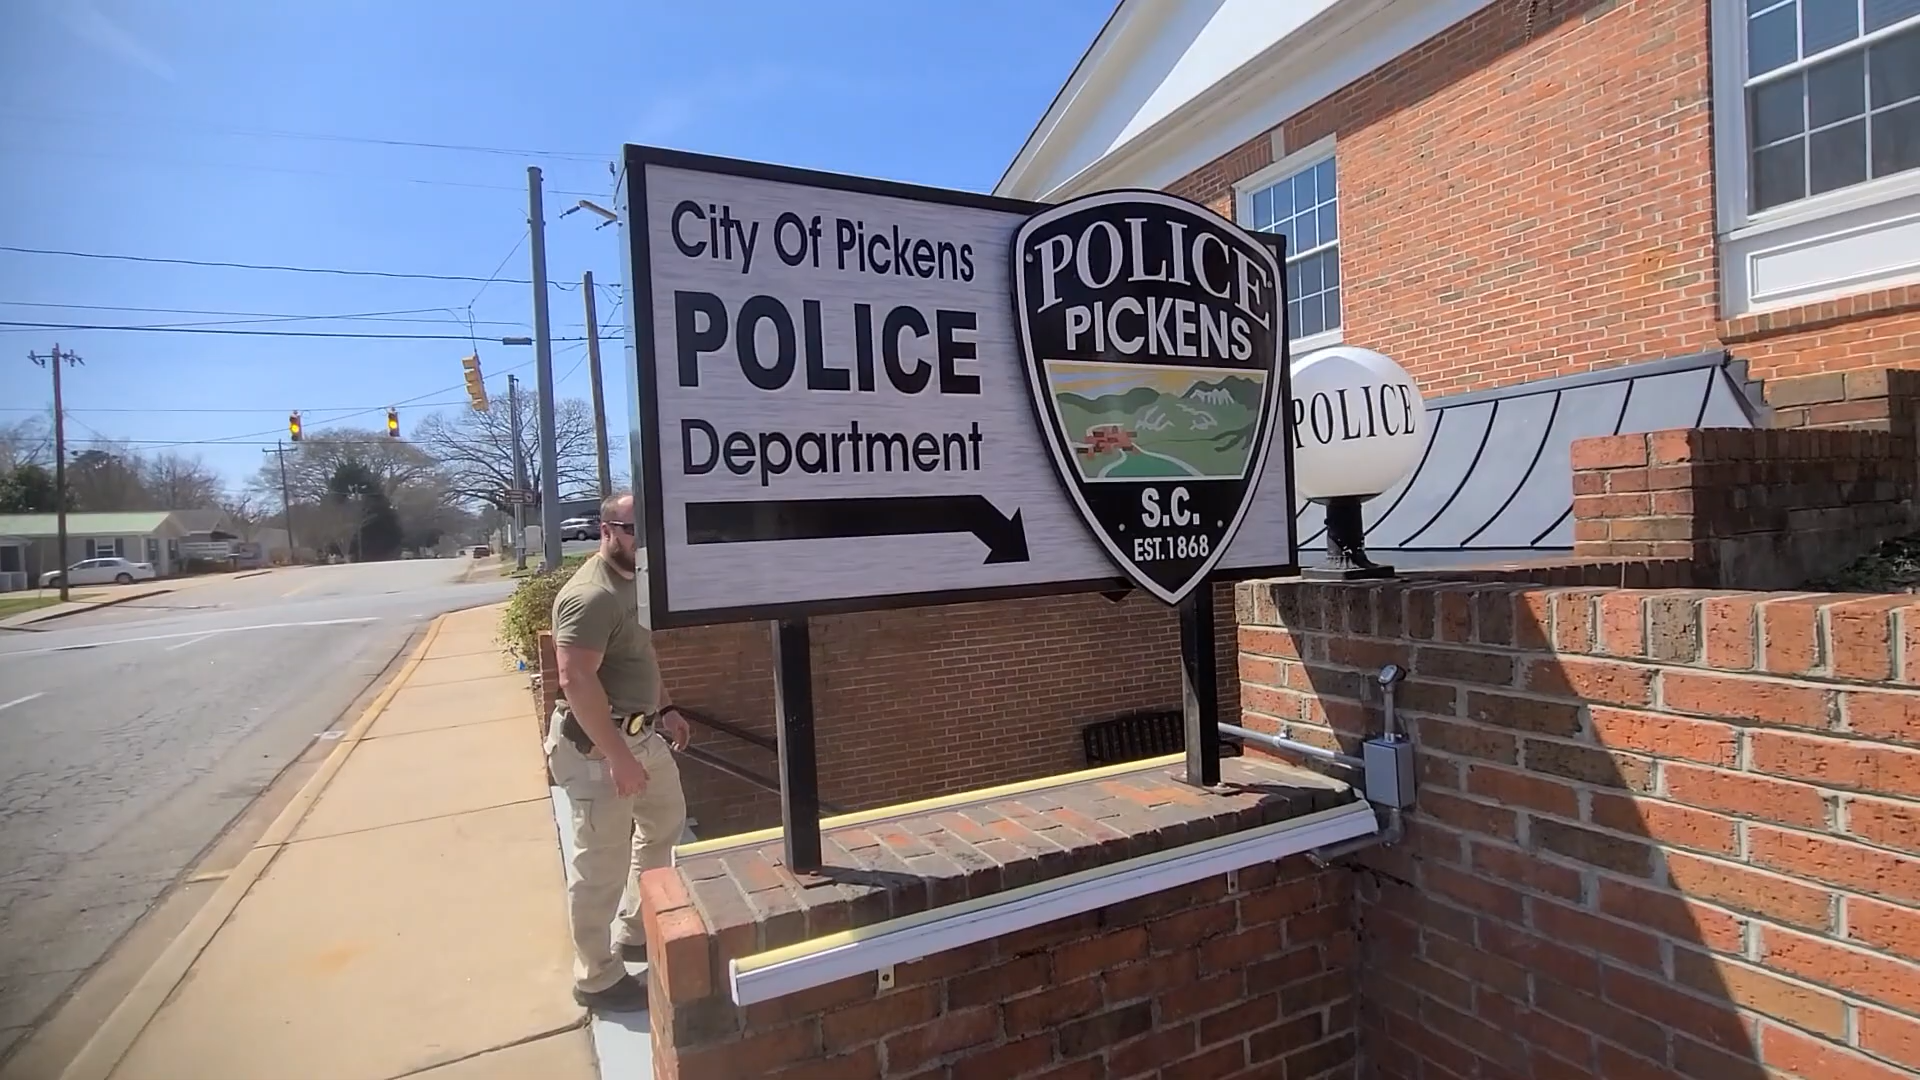 City Of Pickens
POLICE
Department
POLICE
PICKENS
S.C.
EST.1868
POLICE